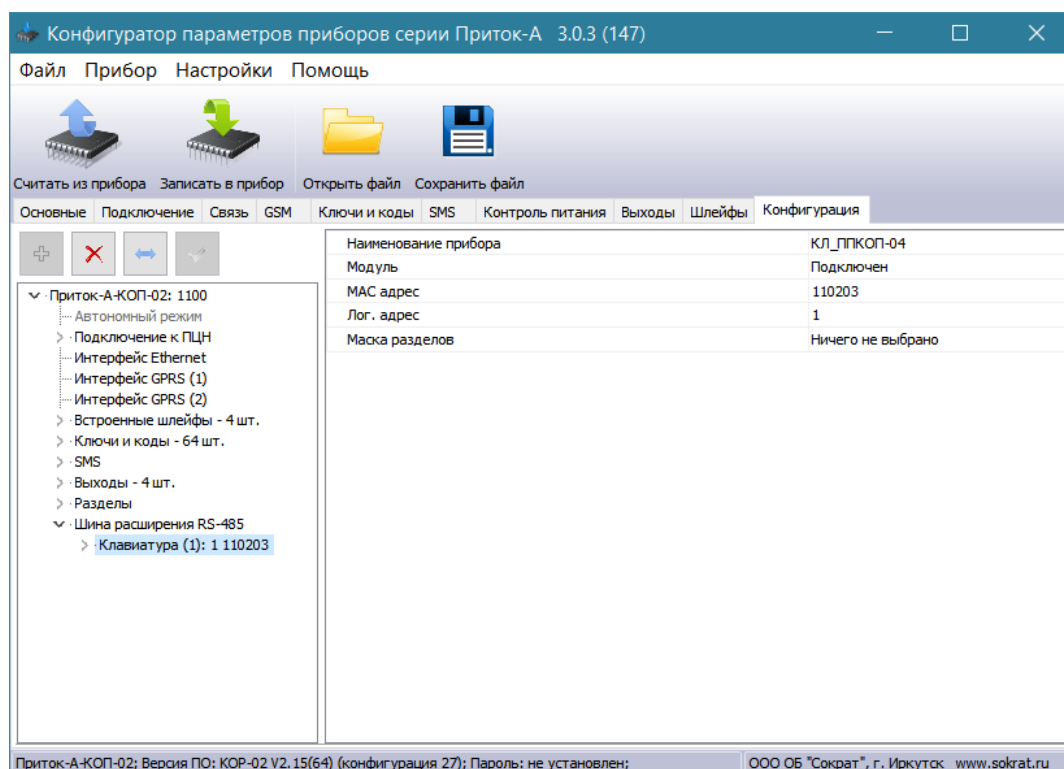 Конфигуратор параметров приборов серии Приток-А 3.0.3 (147)
Файл Прибор Настройки Помощь
Считать из прибора Записать в прибор Открыть файл Сохранить файл
Основные Подключение Связь GSM Ключи и коды SMS Контроль питания Выходы Шлейфы Конфигурация
Наименование прибора КЛ_ППКОП-04
Модуль Подключен
MAC адрес 110203
Лог. адрес 1
Маска разделов Ничего не выбрано
Приток-А-КОП-02: 1100
Автономный режим
Подключение к ПЦН
Интерфейс Ethernet
Интерфейс GPRS (1)
Интерфейс GPRS (2)
Встроенные шлейфы - 4 шт.
Ключи и коды - 64 шт.
SMS
Выходы - 4 шт.
Разделы
Шина расширения RS-485
Клавиатура (1): 1 110203
Приток-А-КОП-02; Версия ПО: КОР-02 V2.15(64) (конфигурация 27); Пароль: не установлен; ООО ОБ "Сократ", г. Иркутск www.sokrat.ru